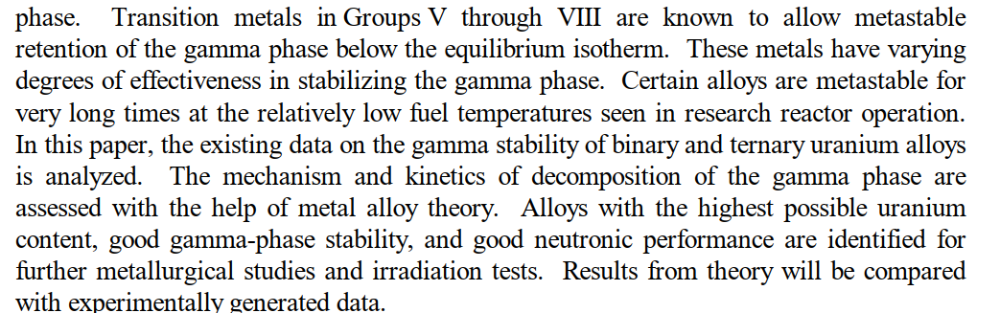 phase. Transition metals in Groups V through VIII are known to allow metastable
retention of the gamma phase below the equilibrium isotherm. These metals have varying
degrees of effectiveness in stabilizing the gamma phase. Certain alloys are metastable for
very long times at the relatively low fuel temperatures seen in research reactor operation.
In this paper, the existing data on the gamma stability of binary and ternary uranium alloys
is analyzed. The mechanism and kinetics of decomposition of the gamma phase are
assessed with the help of metal alloy theory. Alloys with the highest possible uranium
content, good gamma-phase stability, and good neutronic performance are identified for
further metallurgical studies and irradiation tests. Results from theory will be compared
with experimentally generated data.